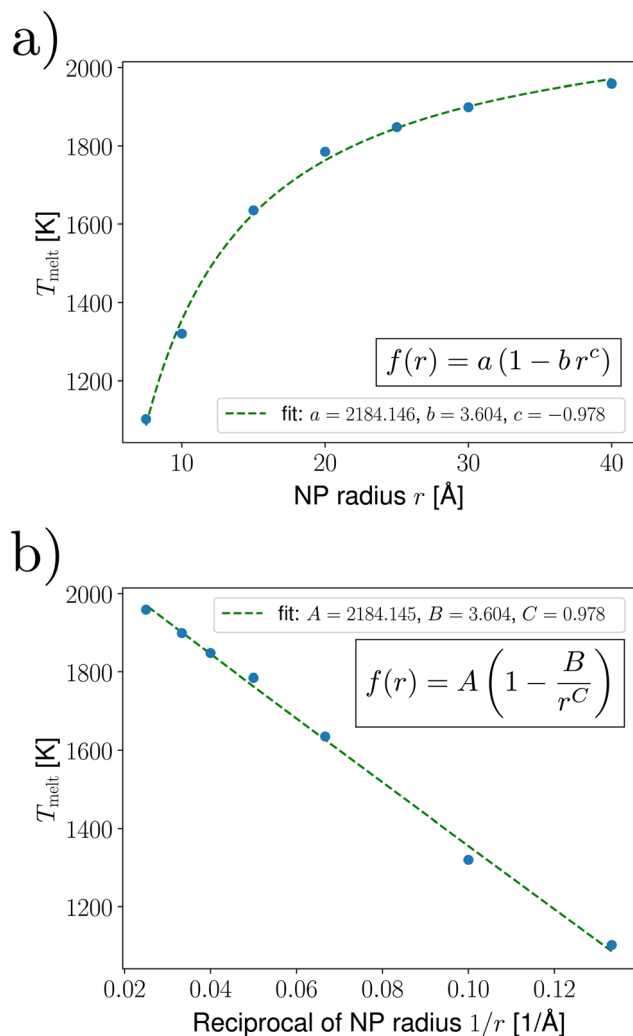 a)
2000
1800
1600
1400
1200
T_melt [K]
f(r) = a (1 − b r^c)
fit: a = 2184.146, b = 3.604, c = −0.978
10 20 30 40
NP radius r [Å]
b)
2000
1800
1600
1400
1200
T_melt [K]
fit: A = 2184.145, B = 3.604, C = 0.978
f(r) = A (1 − B / r^C)
0.02 0.04 0.06 0.08 0.10 0.12
Reciprocal of NP radius 1/r [1/Å]